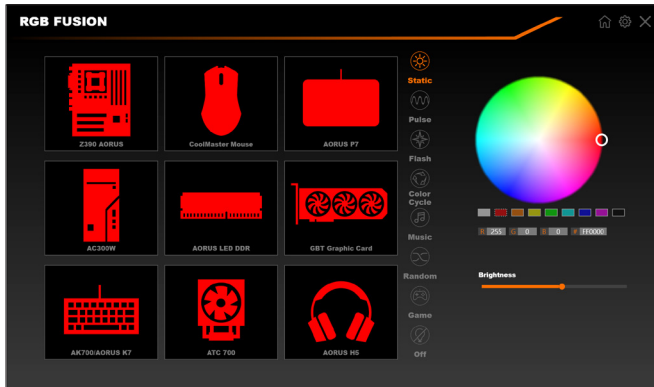 RGB FUSION
Z390 AORUS
CoolMaster Mouse
AORUS P7
AC300W
AORUS LED DDR
GBT Graphic Card
AK700/AORUS K7
ATC 700
AORUS H5
Static
Pulse
Flash
Color
Cycle
Music
Random
Game
Off
R 255 G 0 B 0 # FF0000
Brightness